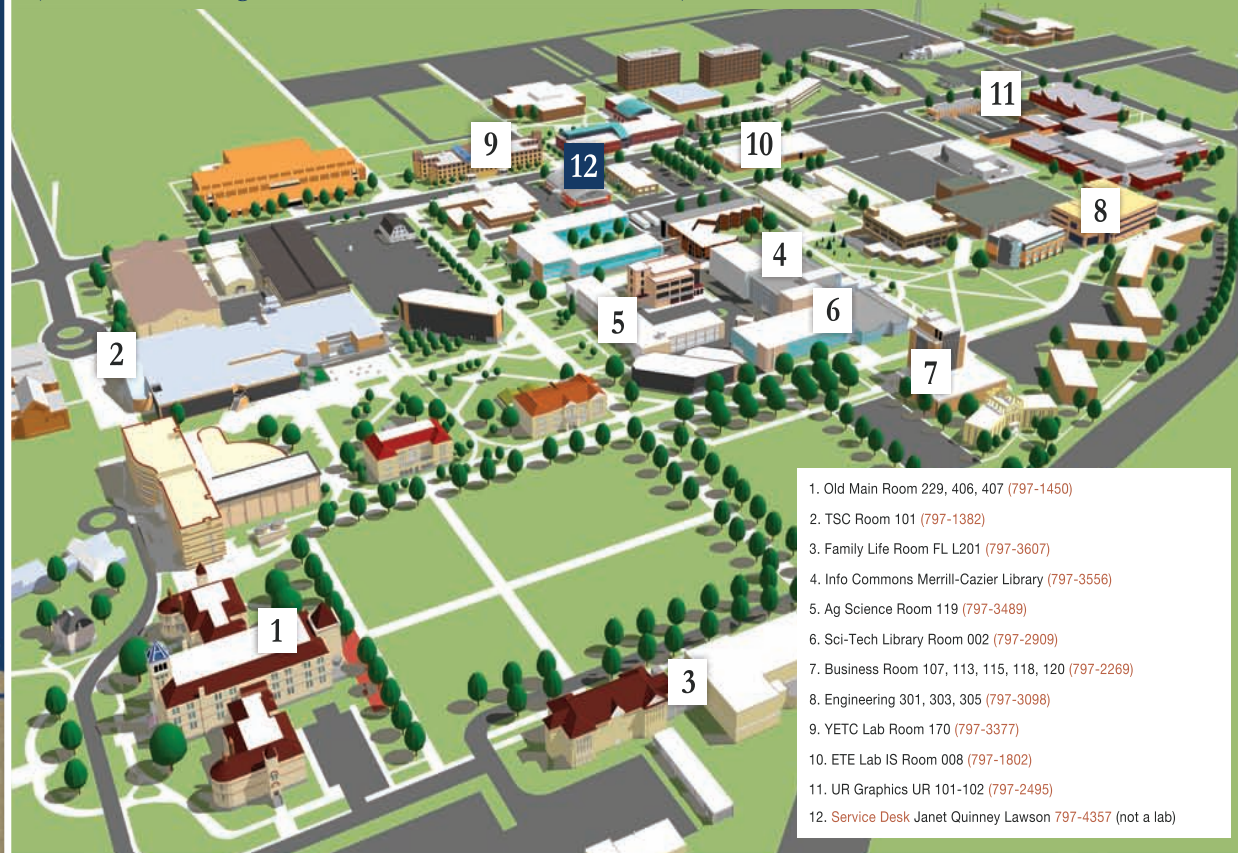 11
9
10
12
8
4
6
5
2
7
1
3
1. Old Main Room 229, 406, 407 (797-1450)
2. TSC Room 101 (797-1382)
3. Family Life Room FL L201 (797-3607)
4. Info Commons Merrill-Cazier Library (797-3556)
5. Ag Science Room 119 (797-3489)
6. Sci-Tech Library Room 002 (797-2909)
7. Business Room 107, 113, 115, 118, 120 (797-2269)
8. Engineering 301, 303, 305 (797-3098)
9. YETC Lab Room 170 (797-3377)
10. ETE Lab IS Room 008 (797-1802)
11. UR Graphics UR 101-102 (797-2495)
12. Service Desk Janet Quinney Lawson 797-4357 (not a lab)